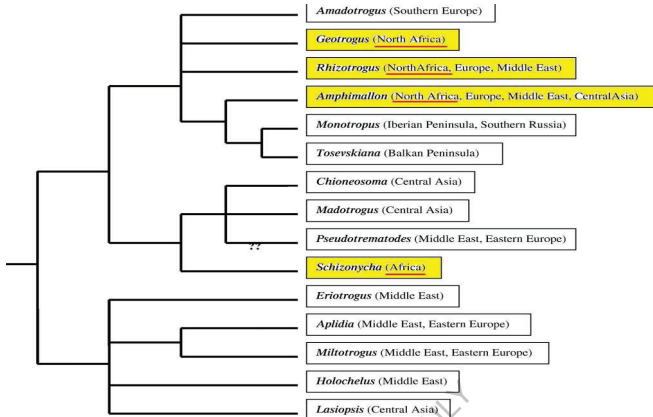 Amadotrogus (Southern Europe)
Geotrogus (North Africa)
Rhizotrogus (NorthAfrica, Europe, Middle East)
Amphimallon (North Africa, Europe, Middle East, CentralAsia)
Monotropus (Iberian Peninsula, Southern Russia)
Tosevskiana (Balkan Peninsula)
Chioneosoma (Central Asia)
Madotrogus (Central Asia)
Pseudotrematodes (Middle East, Eastern Europe)
??
Schizonycha (Africa)
Eriotrogus (Middle East)
Aplidia (Middle East, Eastern Europe)
Miltotrogus (Middle East, Eastern Europe)
Holochelus (Middle East)
LY
Lasiopsis (Central Asia)